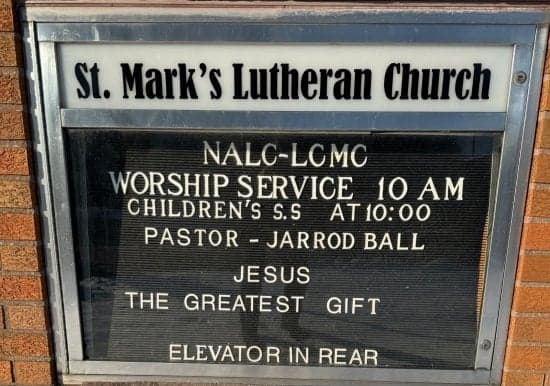 St. Mark's Lutheran Church
NALC-LCMC
WORSHIP SERVICE 10 AM
CHILDREN'S S.S AT 10:00
PASTOR - JARROD BALL
JESUS
THE GREATEST GIFT
ELEVATOR IN REAR